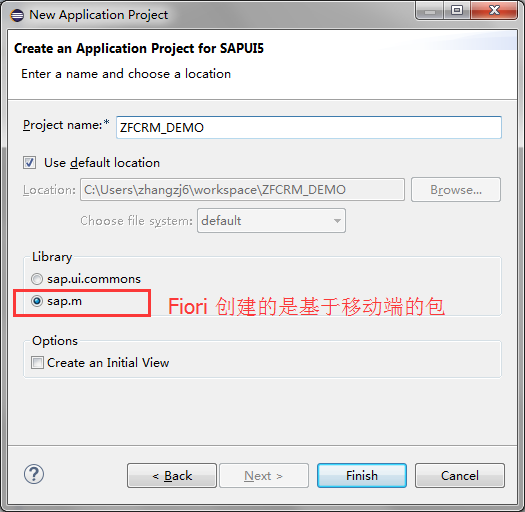 New Application Project
Create an Application Project for SAPUI5
Enter a name and choose a location
Project name:* ZFCRM_DEMO
Use default location
Location: C:\Users\zhangzj6\workspace\ZFCRM_DEMO Browse...
Choose file system: default
Library
sap.ui.commons
sap.m Fiori 创建的是基于移动端的包
Options
Create an Initial View
? < Back Next > Finish Cancel